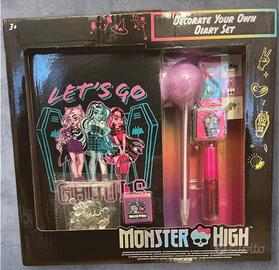 3+
DECORATE YOUR OWN
DIARY SET
LET'S GO
GHOULS
MONSTER HIGH